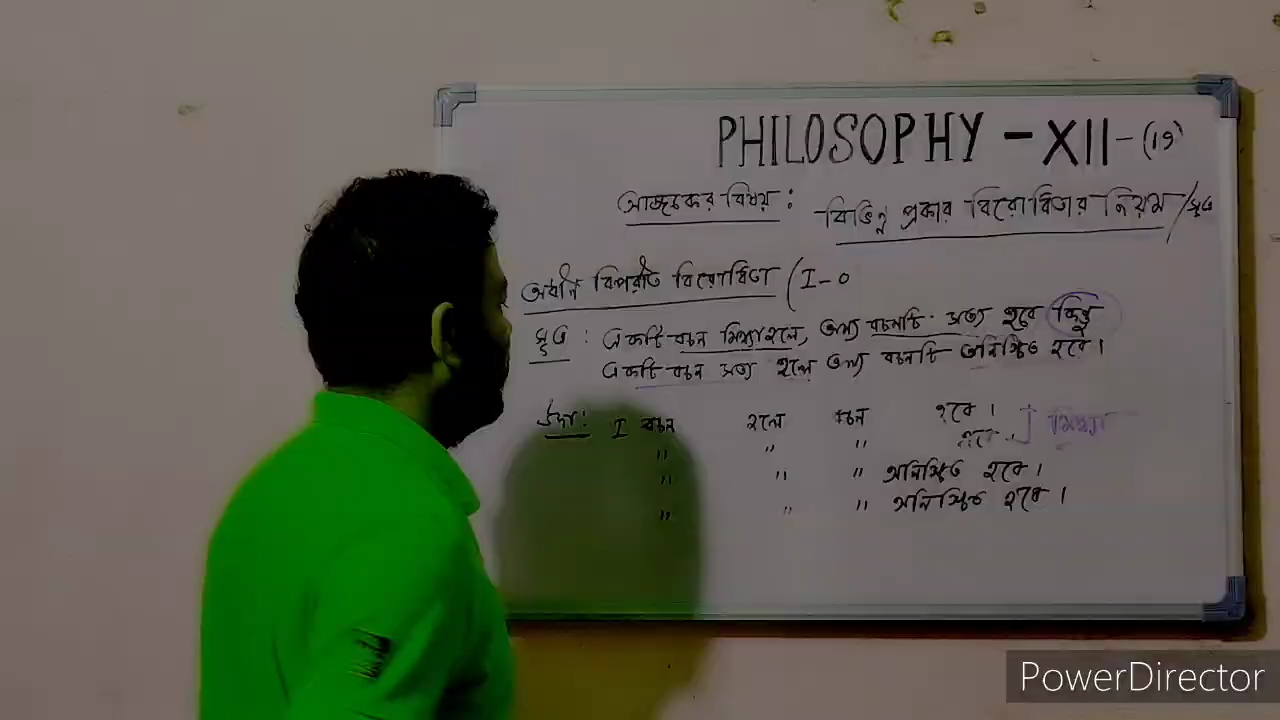 PHILOSOPHY - XII - (19)
আজকের বিষয় : বিভিন্ন প্রকার বিরোধিতার নিয়ম/সূত্র
অধীন বিপরীত বিরোধিতা (I - O
সূত্র : একটি বচন মিথ্যা হলে, অন্য বচনটি সত্য হবে কিন্তু
একটি বচন সত্য হলে অন্য বচনটি অনিশ্চিত হবে।
উদা: I বচন হলে বচন হবে। ] মিথ্যা
" " " হবে।
" " " অনিশ্চিত হবে।
" " " অনিশ্চিত হবে।
PowerDirector